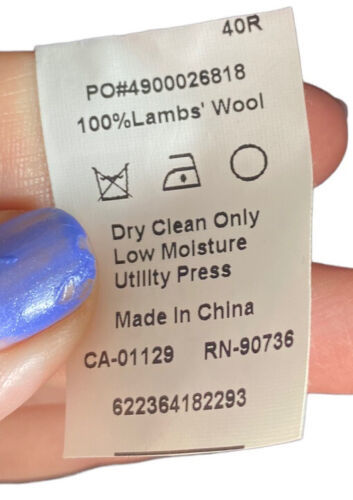 40R
PO#4900026818
100%Lambs' Wool
Dry Clean Only
Low Moisture
Utility Press
Made In China
CA-01129 RN-90736
622364182293